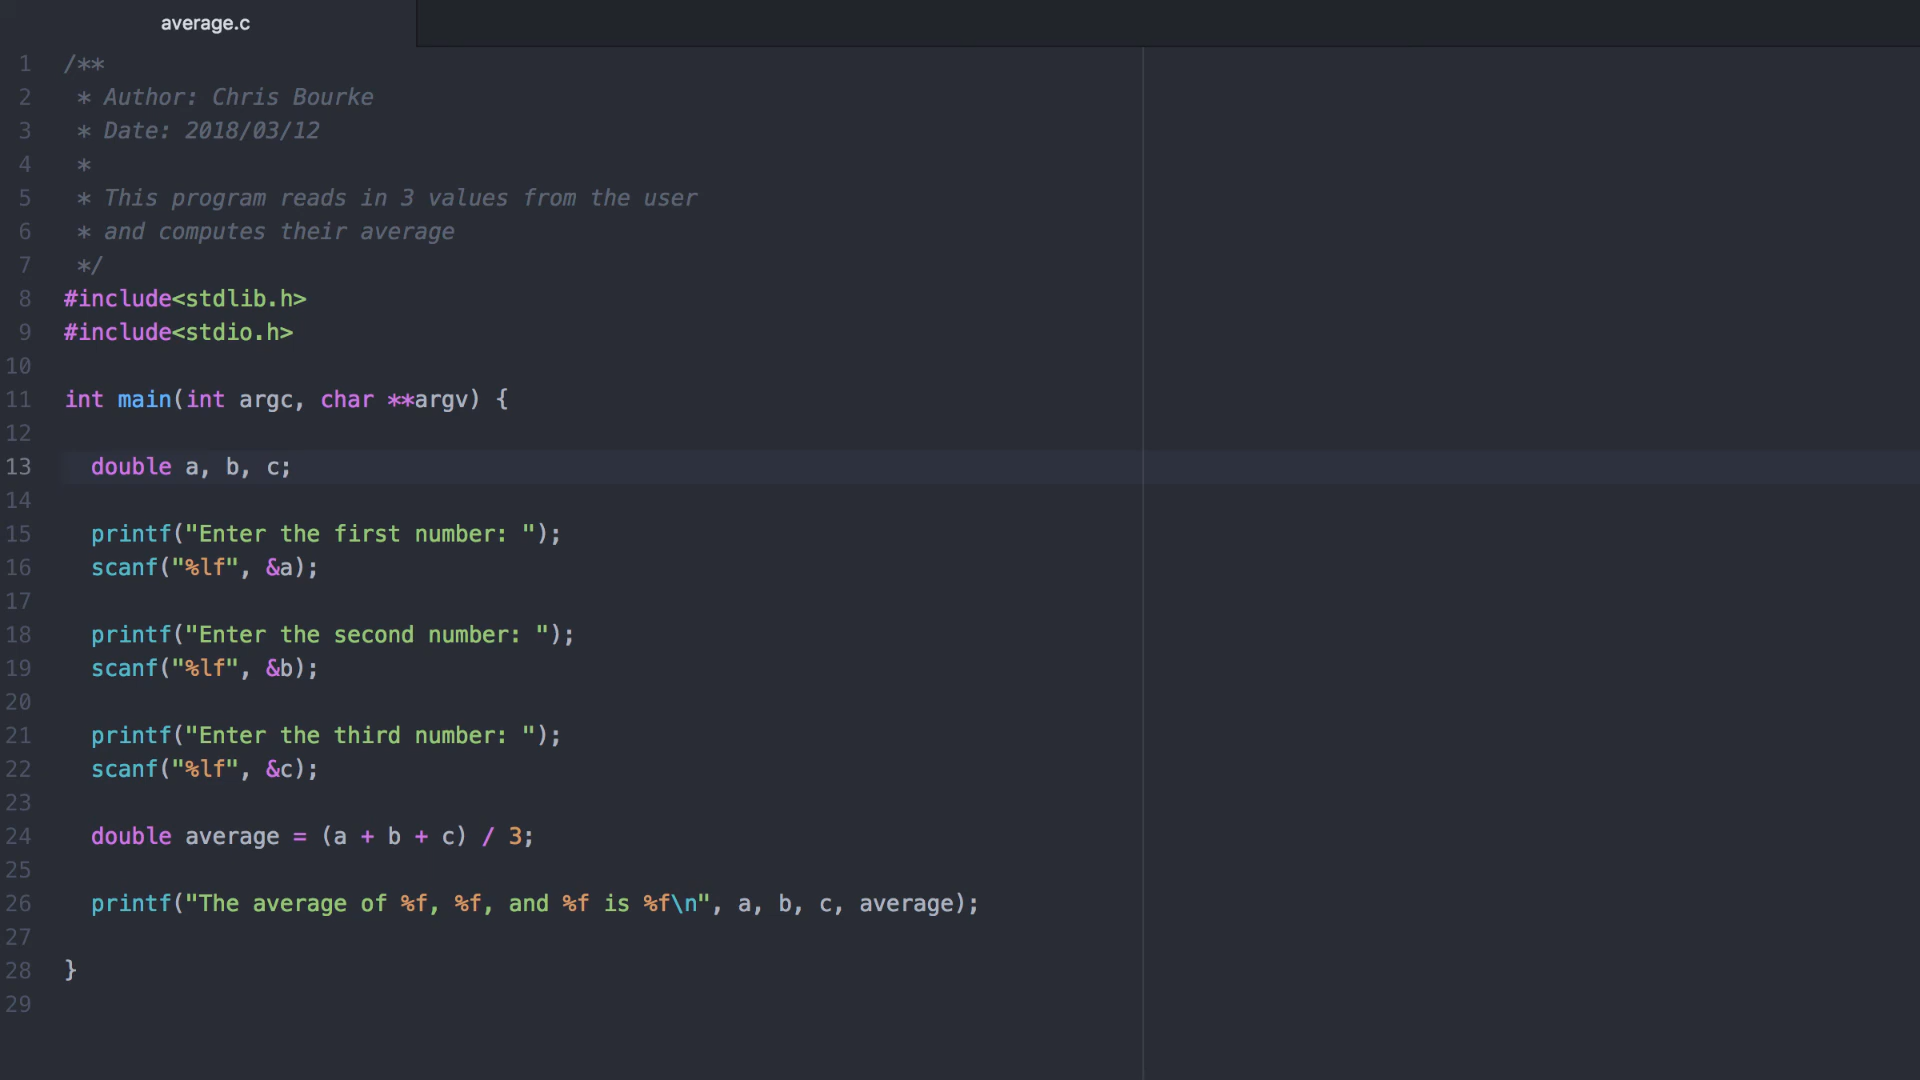 average.c
1 /**
2  * Author: Chris Bourke
3  * Date: 2018/03/12
4  *
5  * This program reads in 3 values from the user
6  * and computes their average
7  */
8 #include<stdlib.h>
9 #include<stdio.h>
10
11 int main(int argc, char **argv) {
12
13   double a, b, c;
14
15   printf("Enter the first number: ");
16   scanf("%lf", &a);
17
18   printf("Enter the second number: ");
19   scanf("%lf", &b);
20
21   printf("Enter the third number: ");
22   scanf("%lf", &c);
23
24   double average = (a + b + c) / 3;
25
26   printf("The average of %f, %f, and %f is %f\n", a, b, c, average);
27
28 }
29